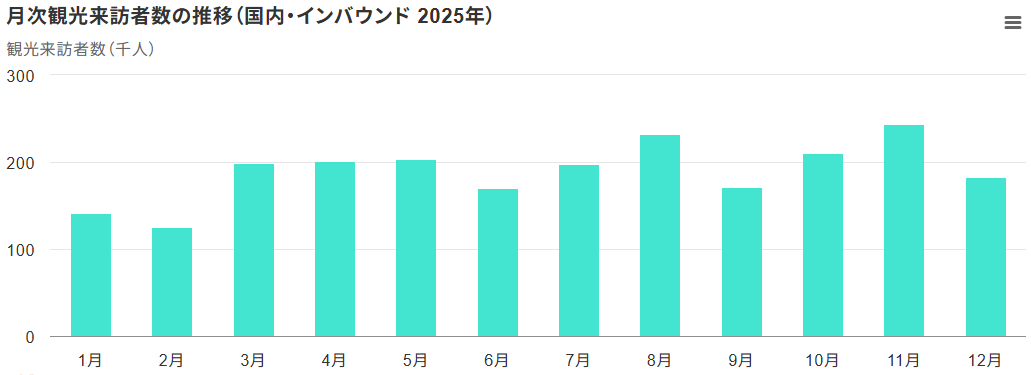 月次観光来訪者数の推移（国内・インバウンド 2025年）
観光来訪者数（千人）
300
200
100
0
1月 2月 3月 4月 5月 6月 7月 8月 9月 10月 11月 12月